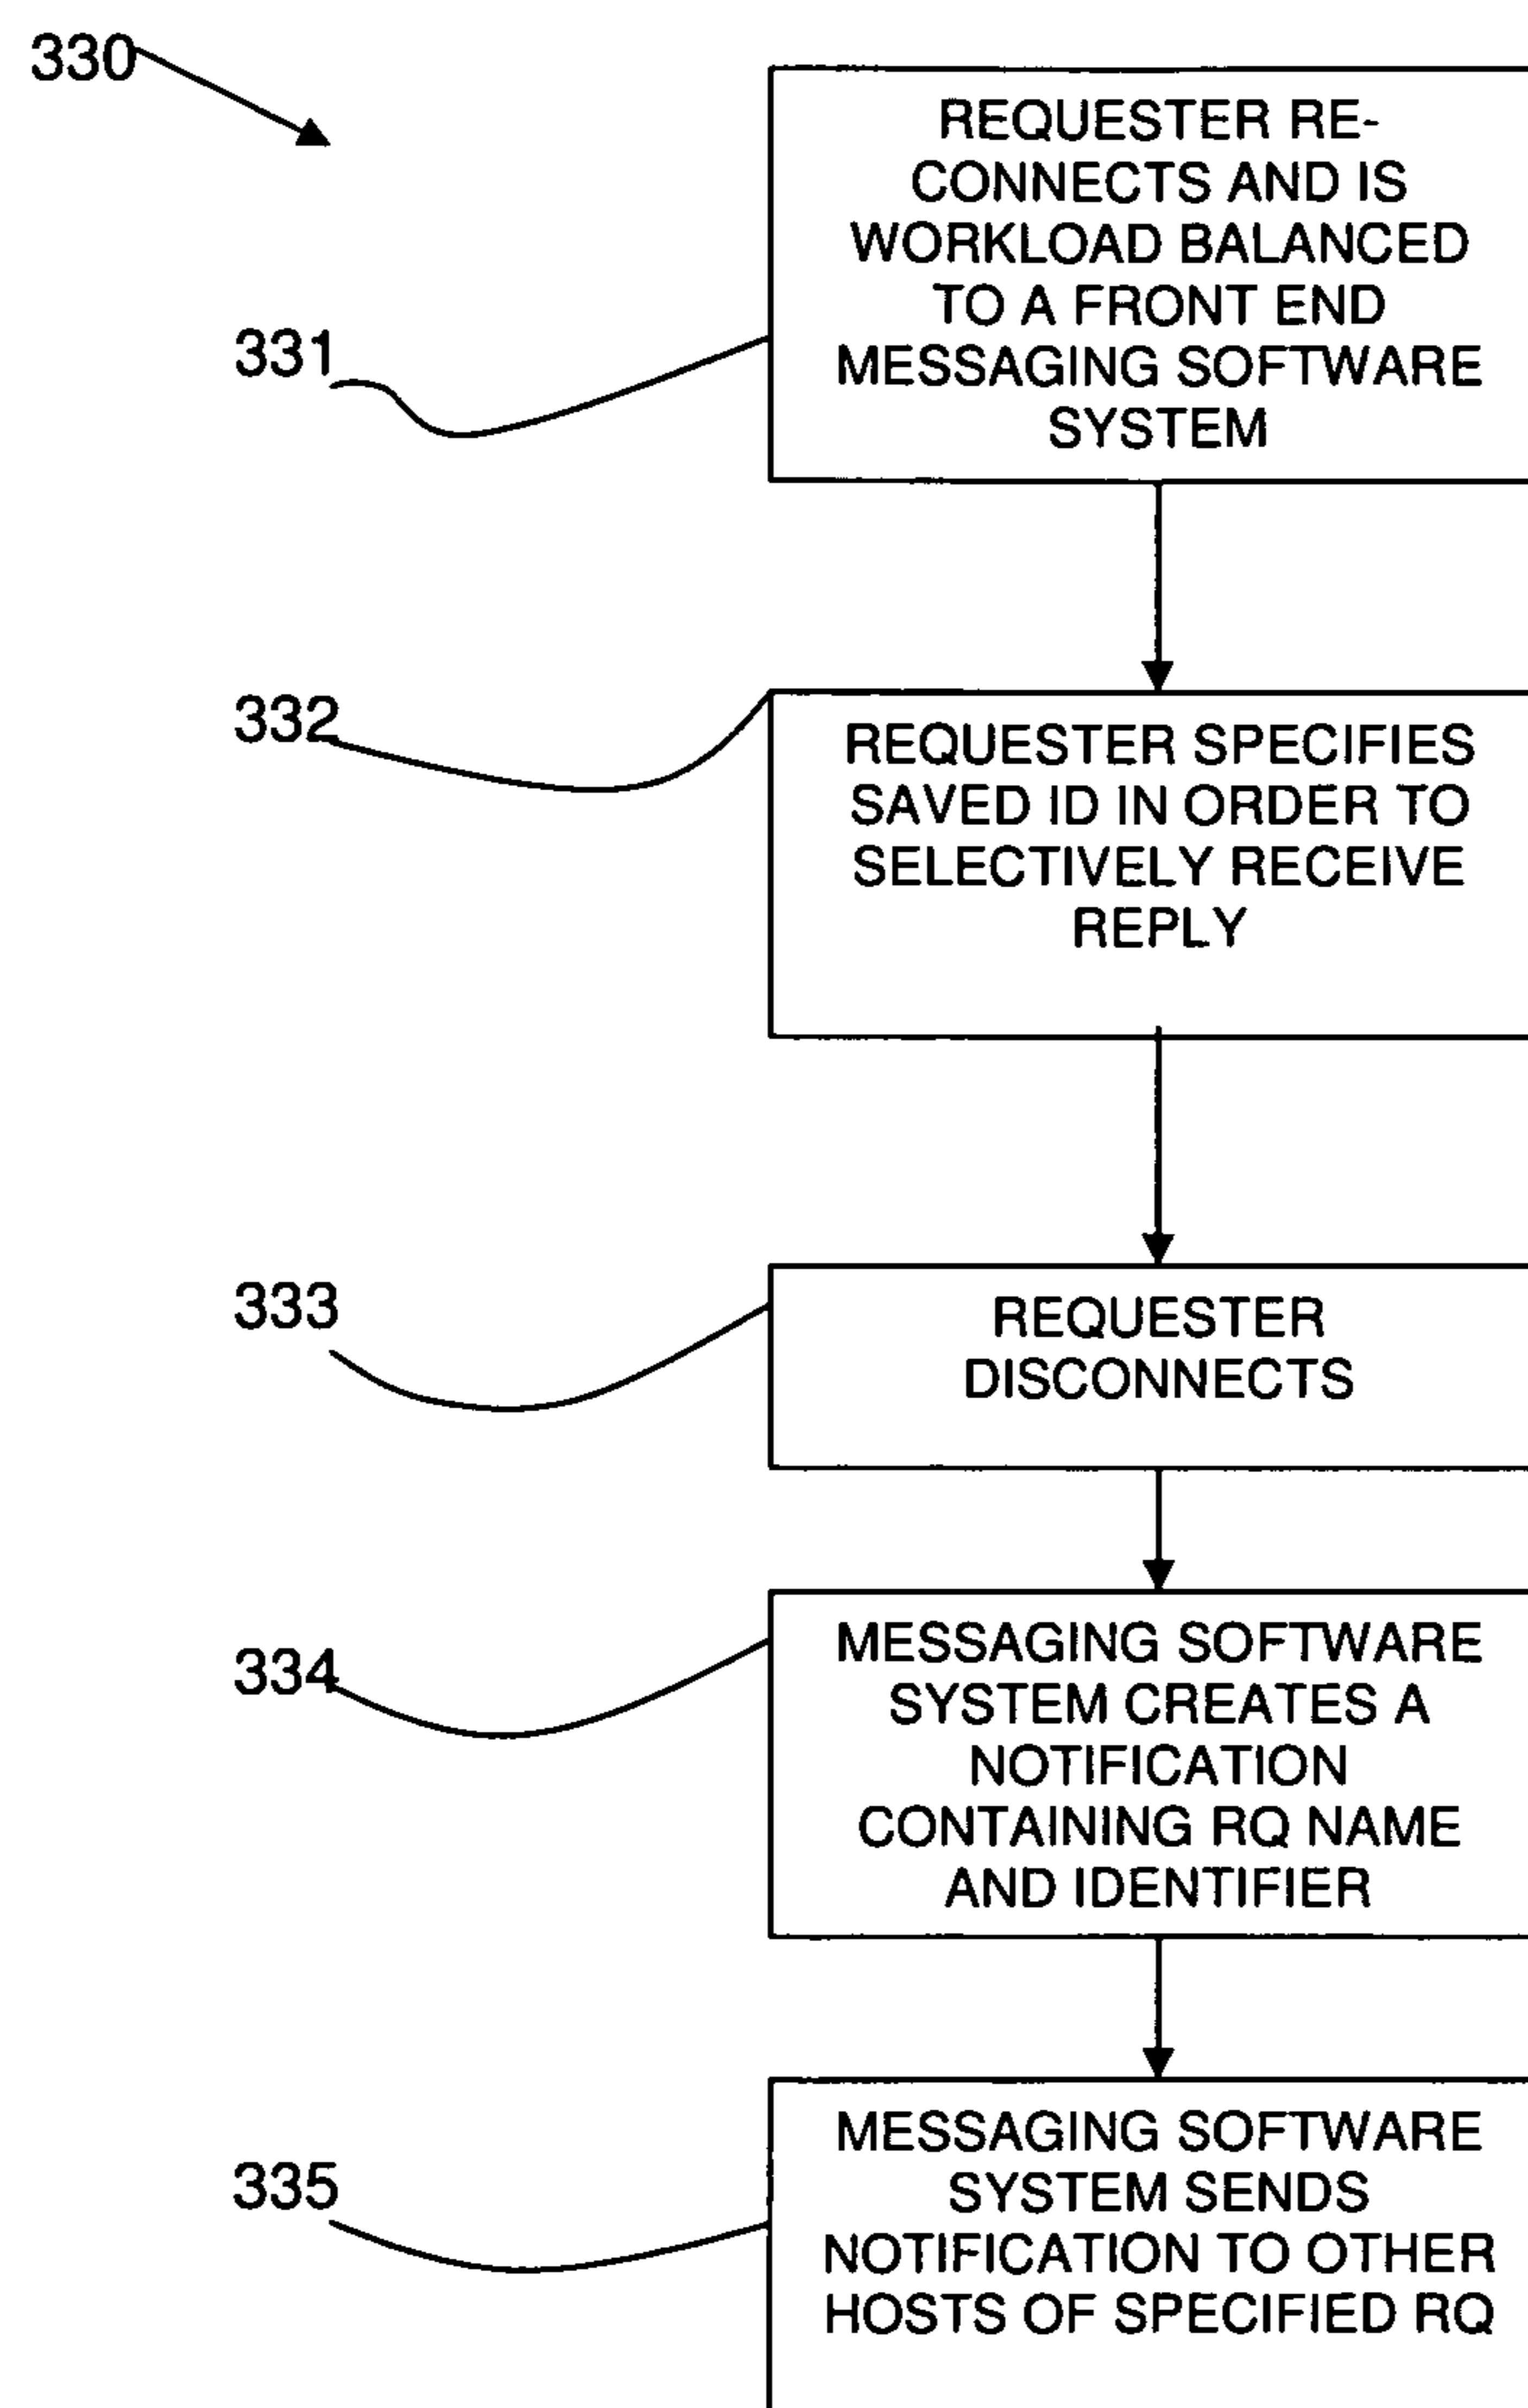 330
REQUESTER RE-
CONNECTS AND IS
WORKLOAD BALANCED
TO A FRONT END
MESSAGING SOFTWARE
SYSTEM
331
332
REQUESTER SPECIFIES
SAVED ID IN ORDER TO
SELECTIVELY RECEIVE
REPLY
333
REQUESTER
DISCONNECTS
334
MESSAGING SOFTWARE
SYSTEM CREATES A
NOTIFICATION
CONTAINING RQ NAME
AND IDENTIFIER
335
MESSAGING SOFTWARE
SYSTEM SENDS
NOTIFICATION TO OTHER
HOSTS OF SPECIFIED RQ